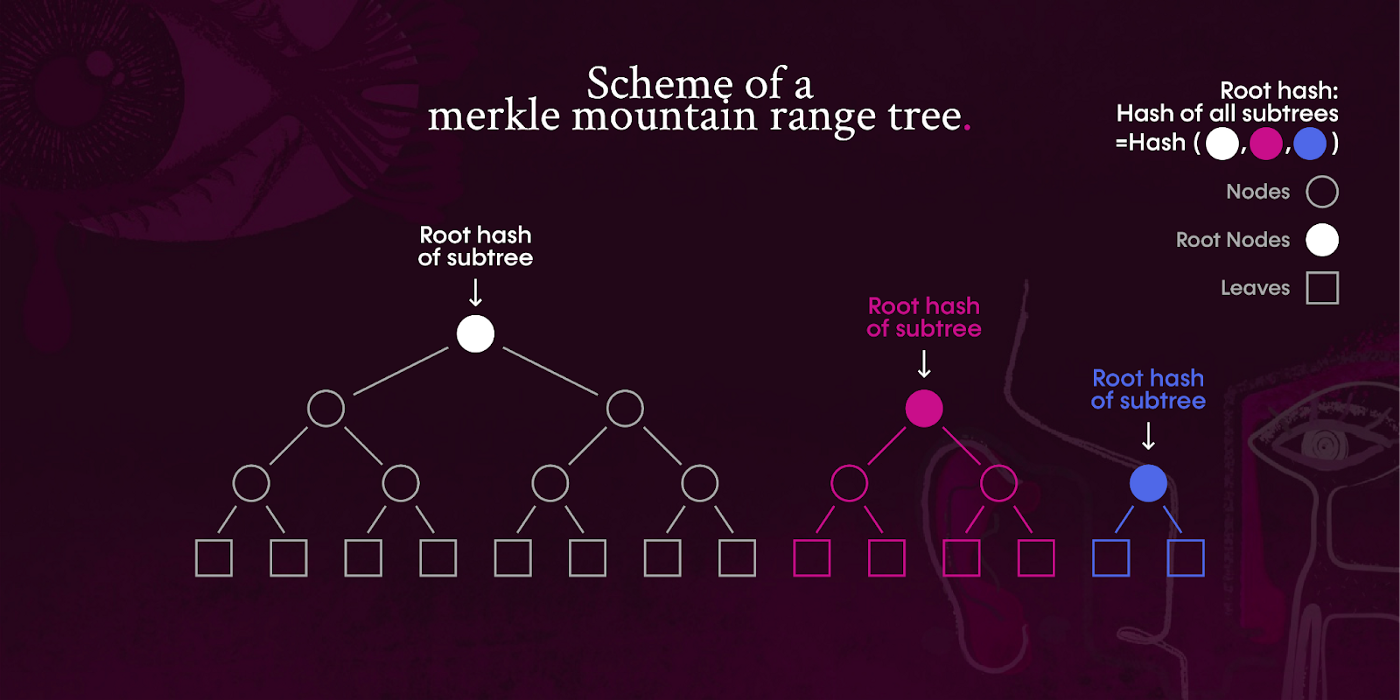 Scheme of a
merkle mountain range tree.
Root hash:
Hash of all subtrees
=Hash ( , , )
Nodes
Root Nodes
Leaves
Root hash
of subtree
Root hash
of subtree
Root hash
of subtree